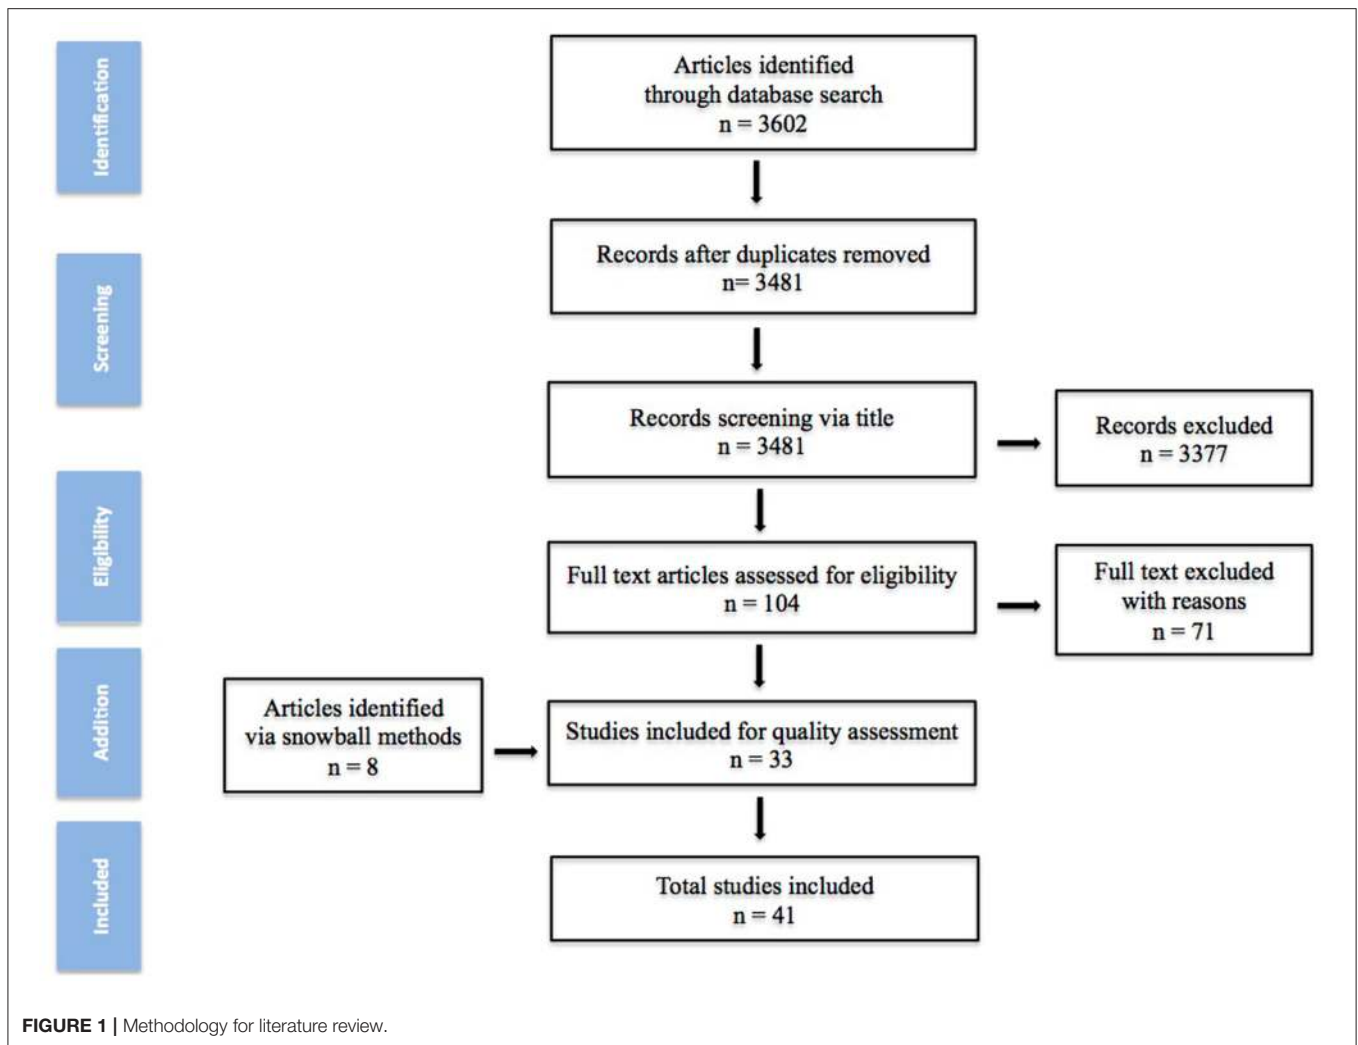 Identification
Articles identified
through database search
n = 3602
Screening
Records after duplicates removed
n= 3481
Records screening via title
n = 3481
Records excluded
n = 3377
Eligibility
Full text articles assessed for eligibility
n = 104
Full text excluded
with reasons
n = 71
Addition
Articles identified
via snowball methods
n = 8
Studies included for quality assessment
n = 33
Included
Total studies included
n = 41
FIGURE 1 | Methodology for literature review.